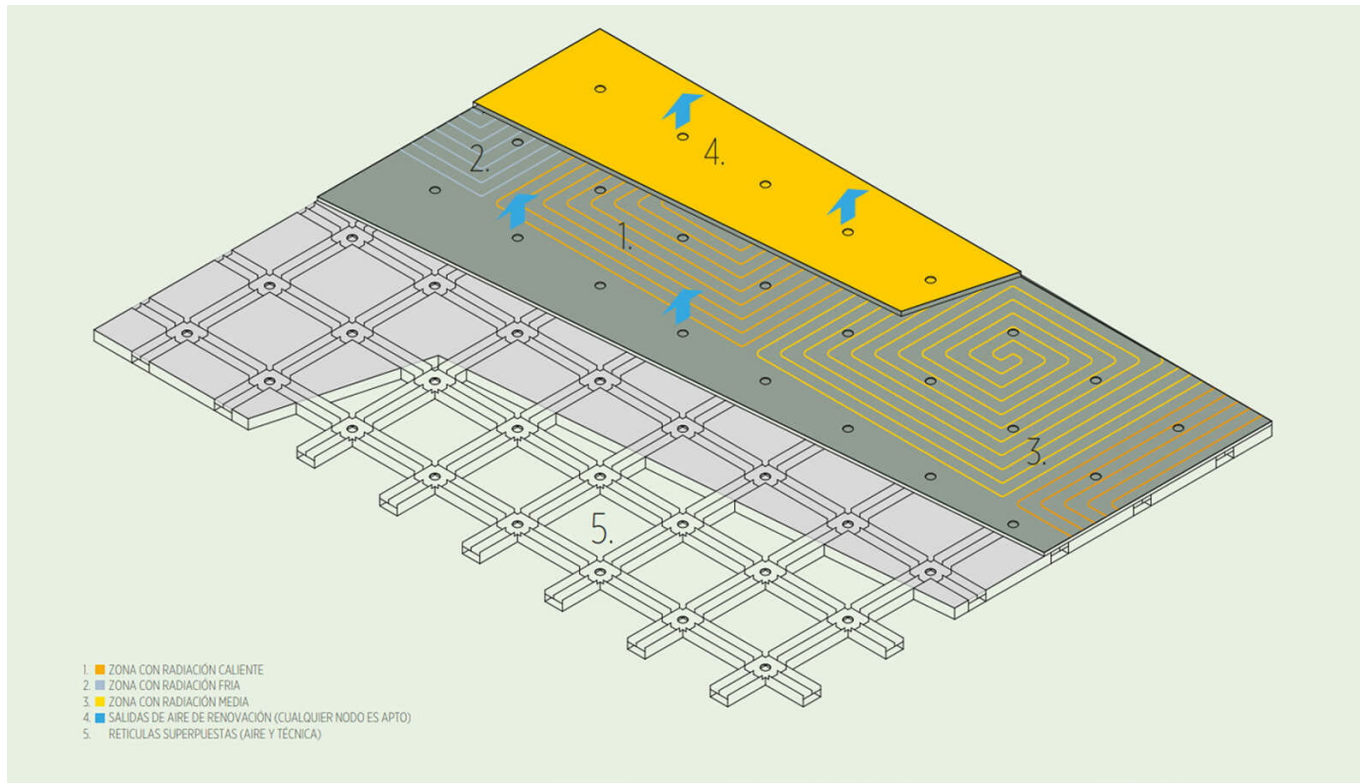 2.
4.
1.
3.
5.
1. ZONA CON RADIACIÓN CALIENTE
2. ZONA CON RADIACIÓN FRIA
3. ZONA CON RADIACIÓN MEDIA
4. SALIDAS DE AIRE DE RENOVACIÓN (CUALQUIER NODO ES APTO)
5. RETICULAS SUPERPUESTAS (AIRE Y TÉCNICA)